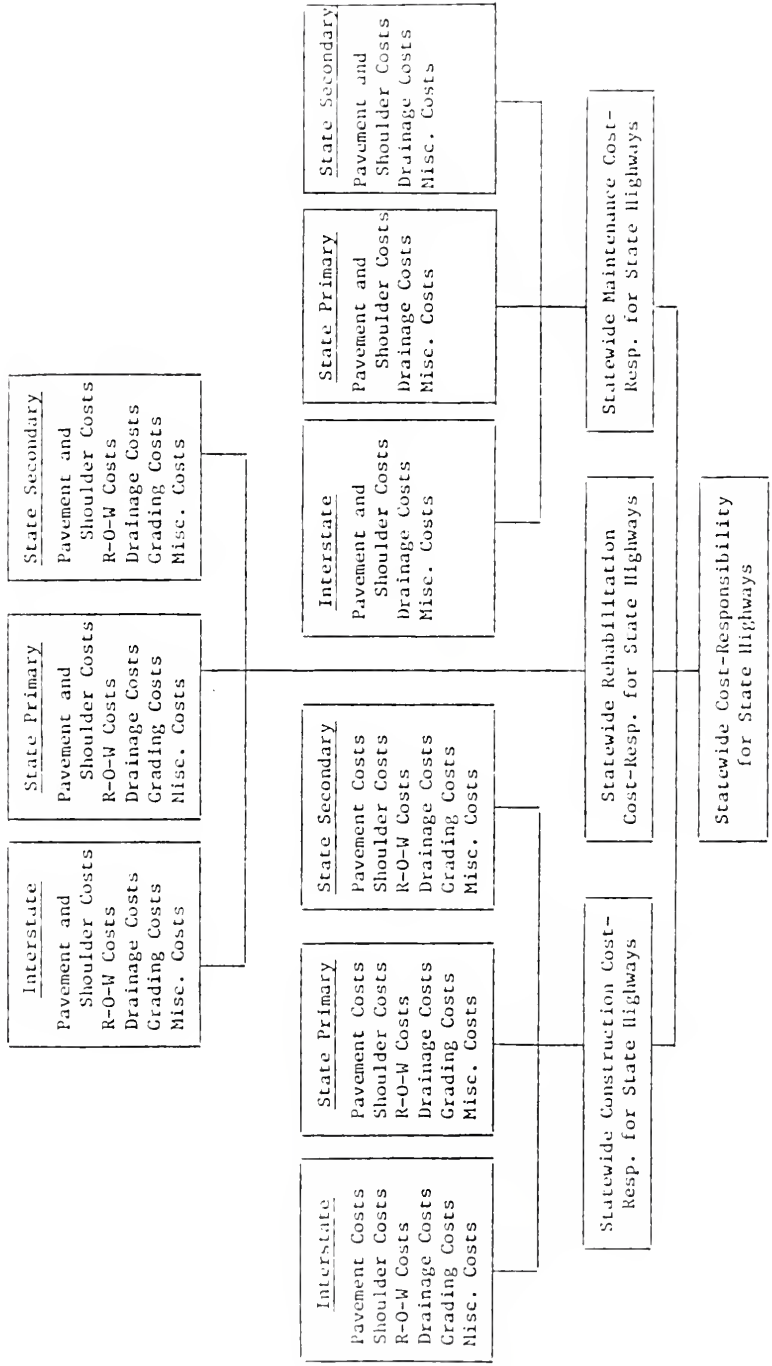 Interstate
Pavement and
Shoulder Costs
R-O-W Costs
Drainage Costs
Grading Costs
Misc. Costs
State Primary
Pavement and
Shoulder Costs
R-O-W Costs
Drainage Costs
Grading Costs
Misc. Costs
State Secondary
Pavement and
Shoulder Costs
R-O-W Costs
Drainage Costs
Grading Costs
Misc. Costs
Interstate
Pavement Costs
Shoulder Costs
R-O-W Costs
Drainage Costs
Grading Costs
Misc. Costs
State Primary
Pavement Costs
Shoulder Costs
R-O-W Costs
Drainage Costs
Grading Costs
Misc. Costs
State Secondary
Pavement Costs
Shoulder Costs
R-O-W Costs
Drainage Costs
Grading Costs
Misc. Costs
Interstate
Pavement and
Shoulder Costs
Drainage Costs
Misc. Costs
State Primary
Pavement and
Shoulder Costs
Drainage Costs
Misc. Costs
State Secondary
Pavement and
Shoulder Costs
Drainage Costs
Misc. Costs
Statewide Construction Cost-
Resp. for State Highways
Statewide Rehabilitation
Cost-Resp. for State Highways
Statewide Maintenance Cost-
Resp. for State Highways
Statewide Cost-Responsibility
for State Highways